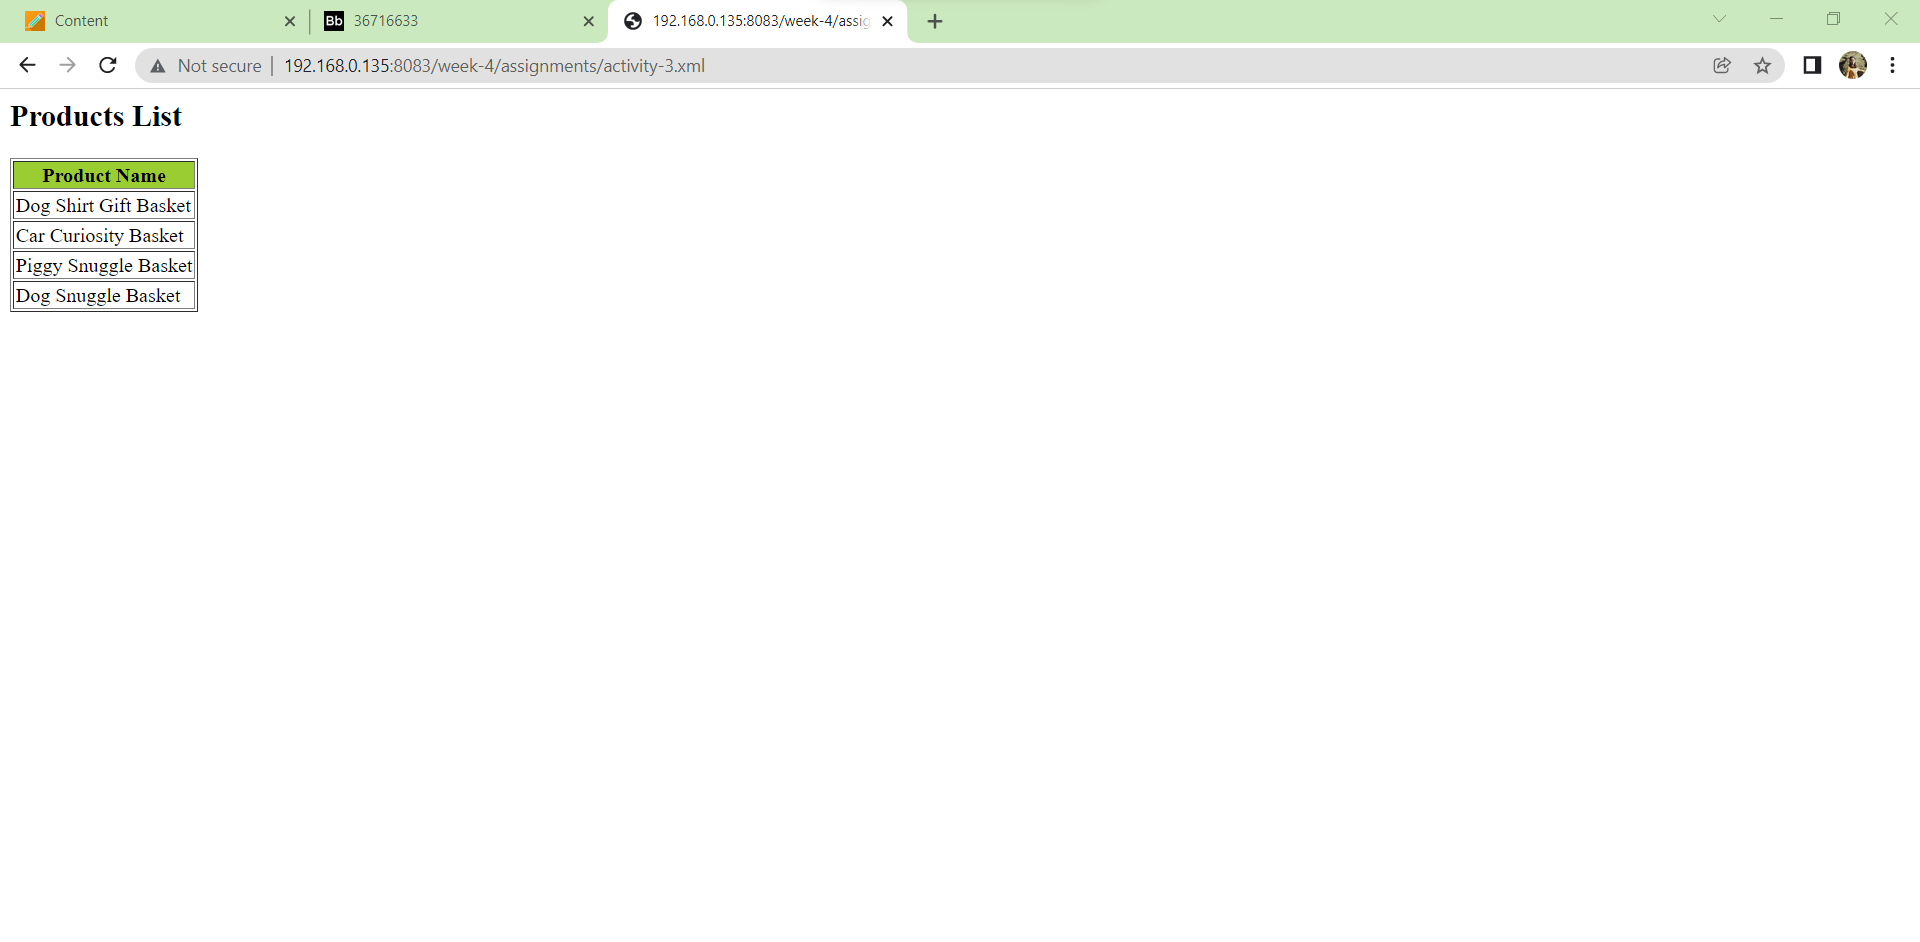 Content
Bb 36716633
192.168.0.135:8083/week-4/assig
Not secure 192.168.0.135:8083/week-4/assignments/activity-3.xml
Products List
Product Name
Dog Shirt Gift Basket
Car Curiosity Basket
Piggy Snuggle Basket
Dog Snuggle Basket